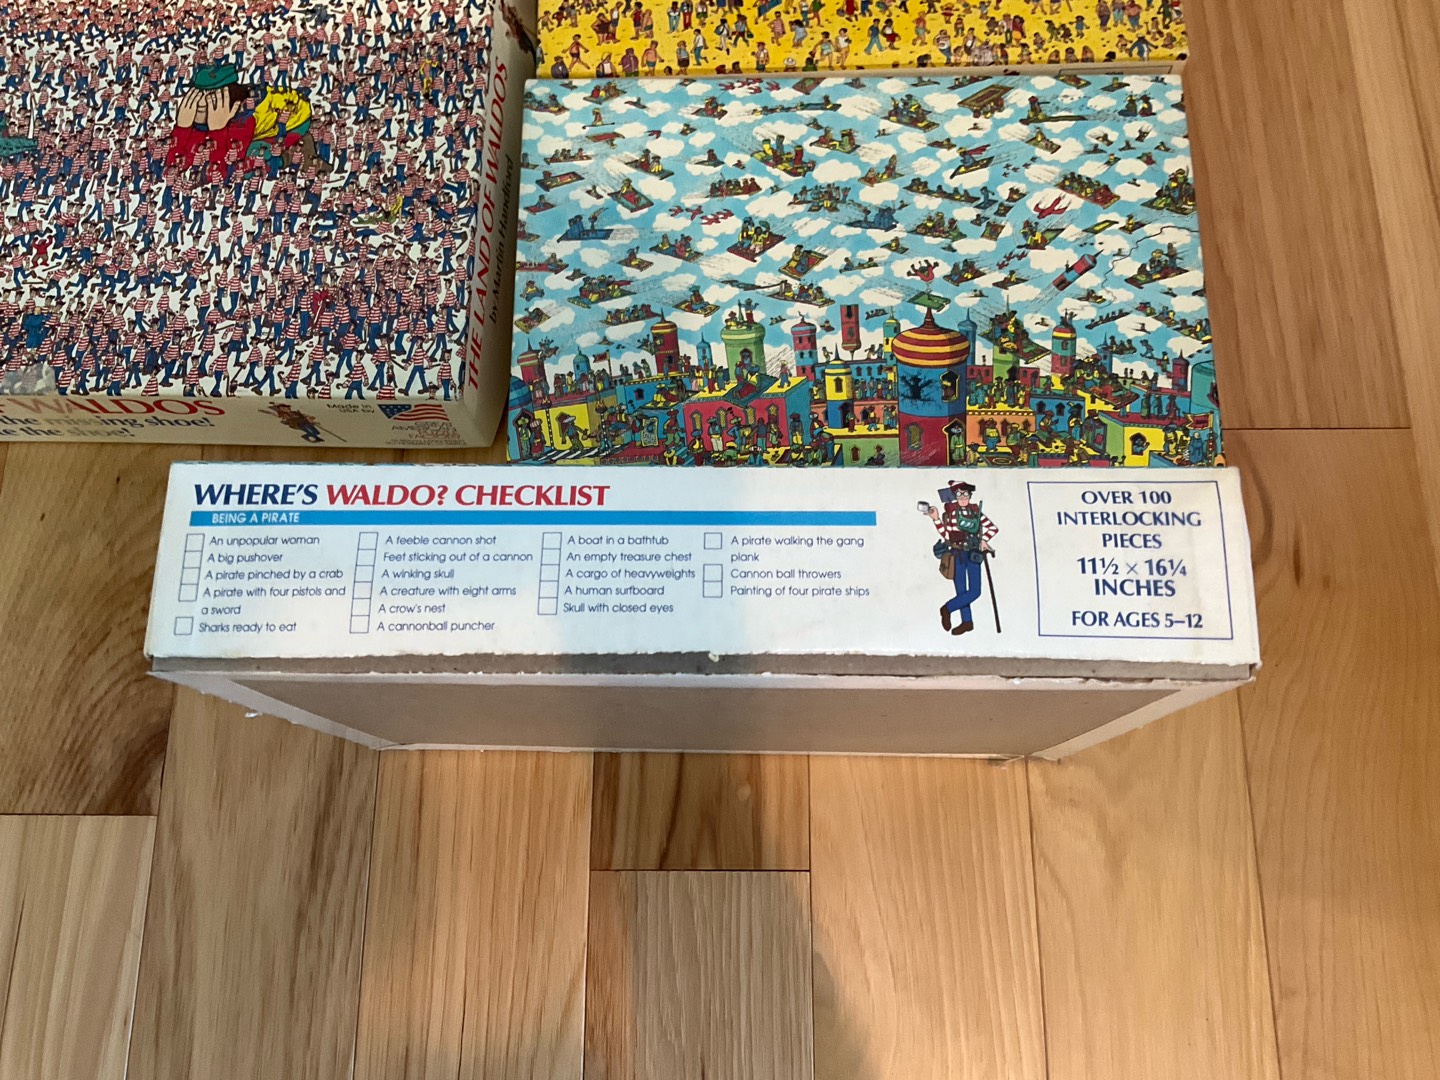 THE LAND OF WALDOS
by Martin Handford
WALDOS
the missing shoe!
the shoe!
Made in
USA by
WHERE'S WALDO? CHECKLIST
BEING A PIRATE
An unpopular woman
A big pushover
A pirate pinched by a crab
A pirate with four pistols and
a sword
Sharks ready to eat
A feeble cannon shot
Feet sticking out of a cannon
A winking skull
A creature with eight arms
A crow's nest
A cannonball puncher
A boat in a bathtub
An empty treasure chest
A cargo of heavyweights
A human surfboard
Skull with closed eyes
A pirate walking the gang
plank
Cannon ball throwers
Painting of four pirate ships
OVER 100
INTERLOCKING
PIECES
11½ × 16¼
INCHES
FOR AGES 5–12